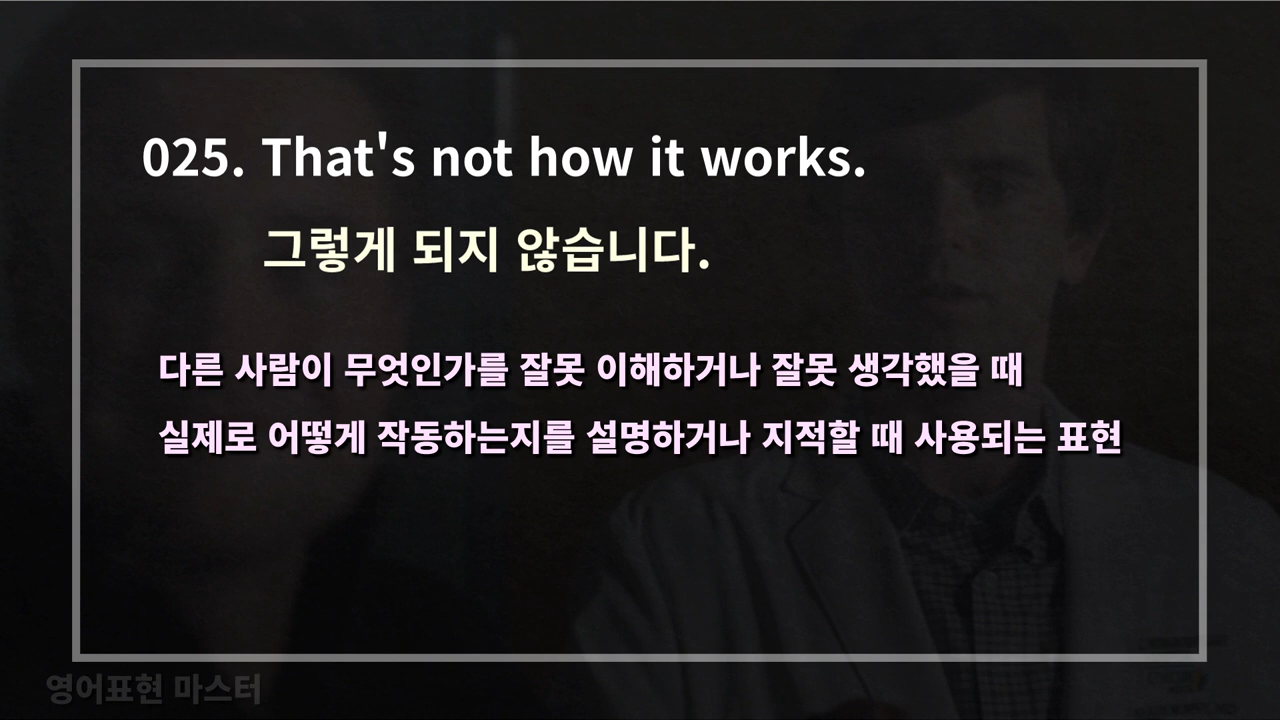 025. That's not how it works.
그렇게 되지 않습니다.
다른 사람이 무엇인가를 잘못 이해하거나 잘못 생각했을 때
실제로 어떻게 작동하는지를 설명하거나 지적할 때 사용되는 표현
영어표현 마스터